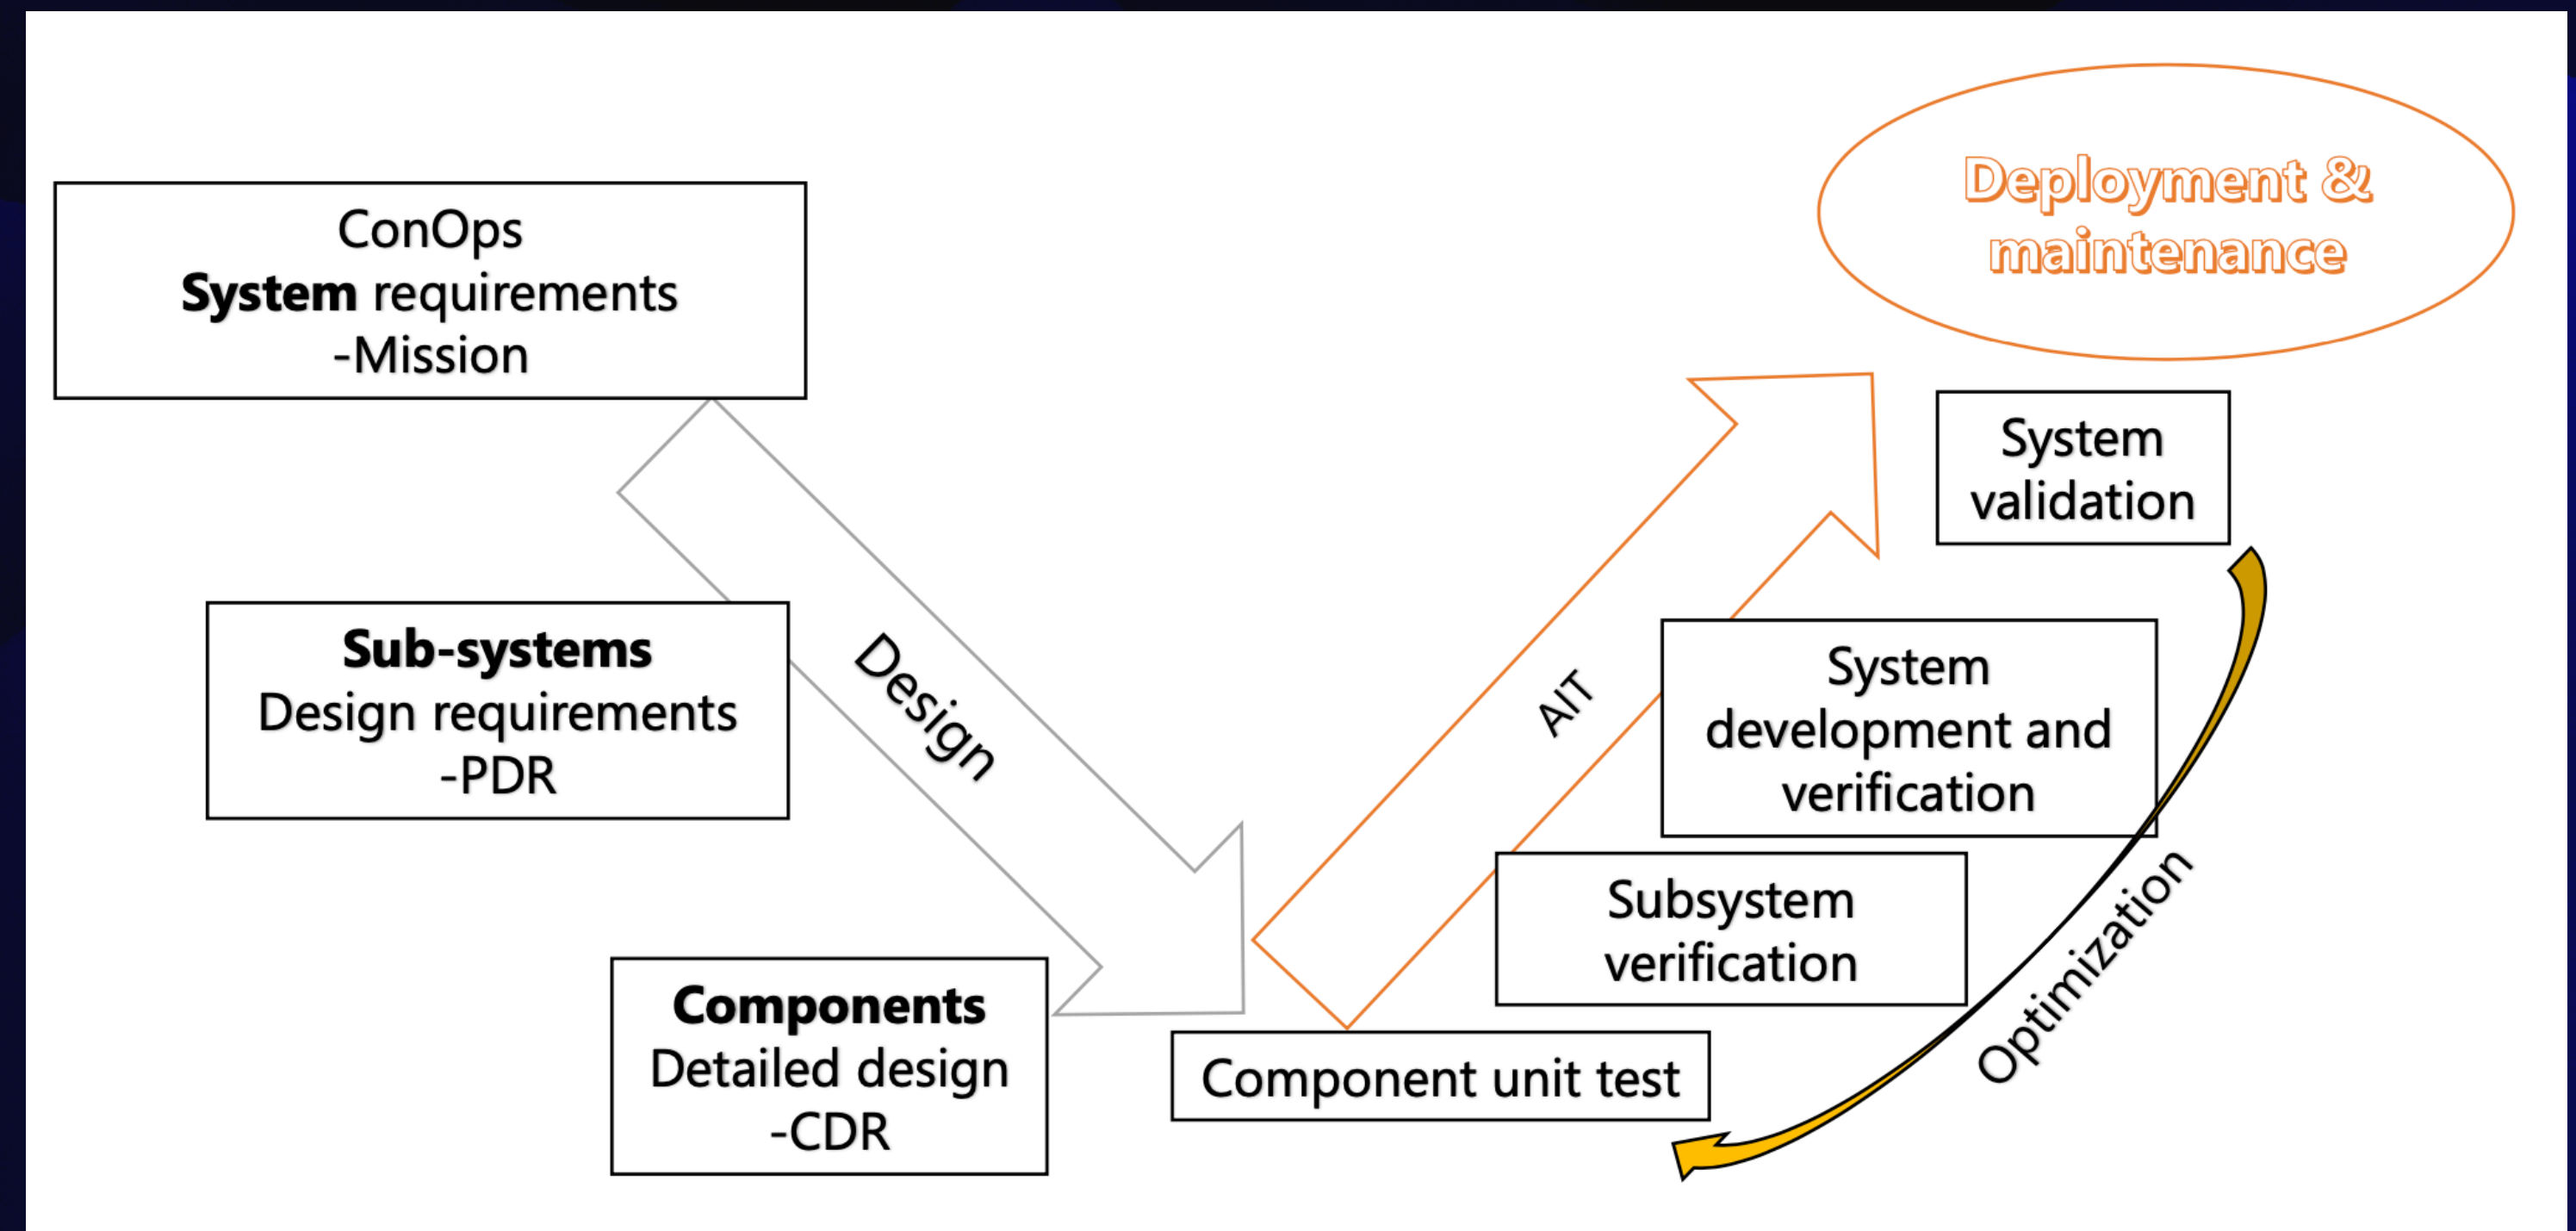 ConOps
System requirements
-Mission
Sub-systems
Design requirements
-PDR
Components
Detailed design
-CDR
Design
AIT
Component unit test
Subsystem
verification
System
development and
verification
System
validation
Deployment &
maintenance
Optimization